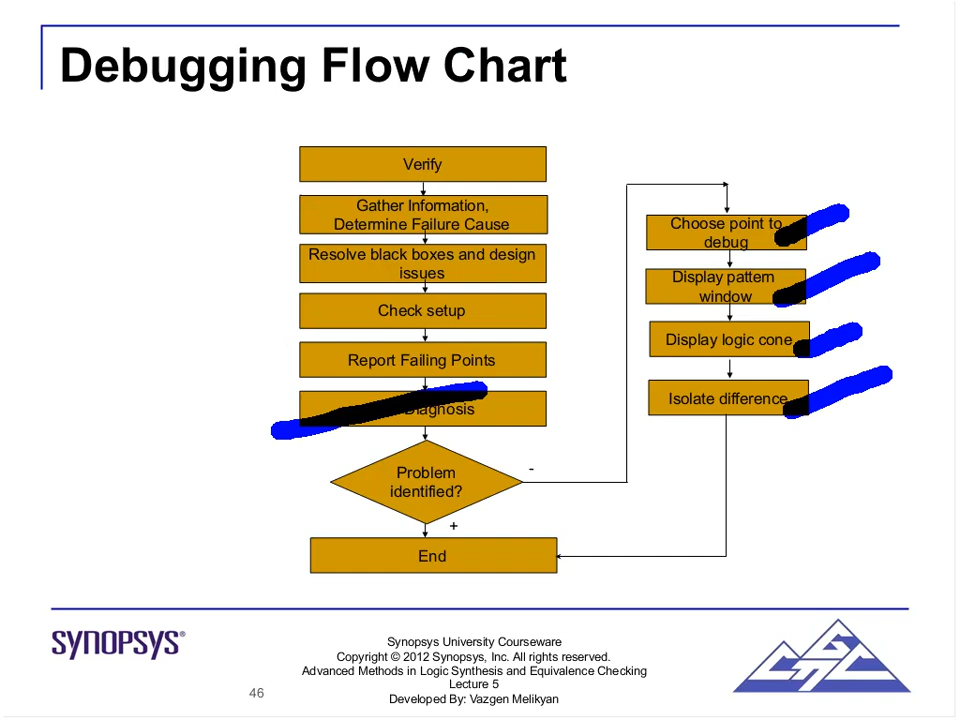 Debugging Flow Chart
Verify
Gather Information,
Determine Failure Cause
Resolve black boxes and design
issues
Check setup
Report Failing Points
Diagnosis
Problem
identified?
-
+
End
Choose point to
debug
Display pattern
window
Display logic cone
Isolate difference
SYNOPSYS®
Synopsys University Courseware
Copyright © 2012 Synopsys, Inc. All rights reserved.
Advanced Methods in Logic Synthesis and Equivalence Checking
Lecture 5
Developed By: Vazgen Melikyan
46